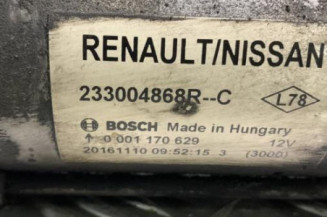 RENAULT/NISSAN
233004868R--C L78
BOSCH Made in Hungary
0 001 170 629 12V
20161110 09:52:15 3 (3000)